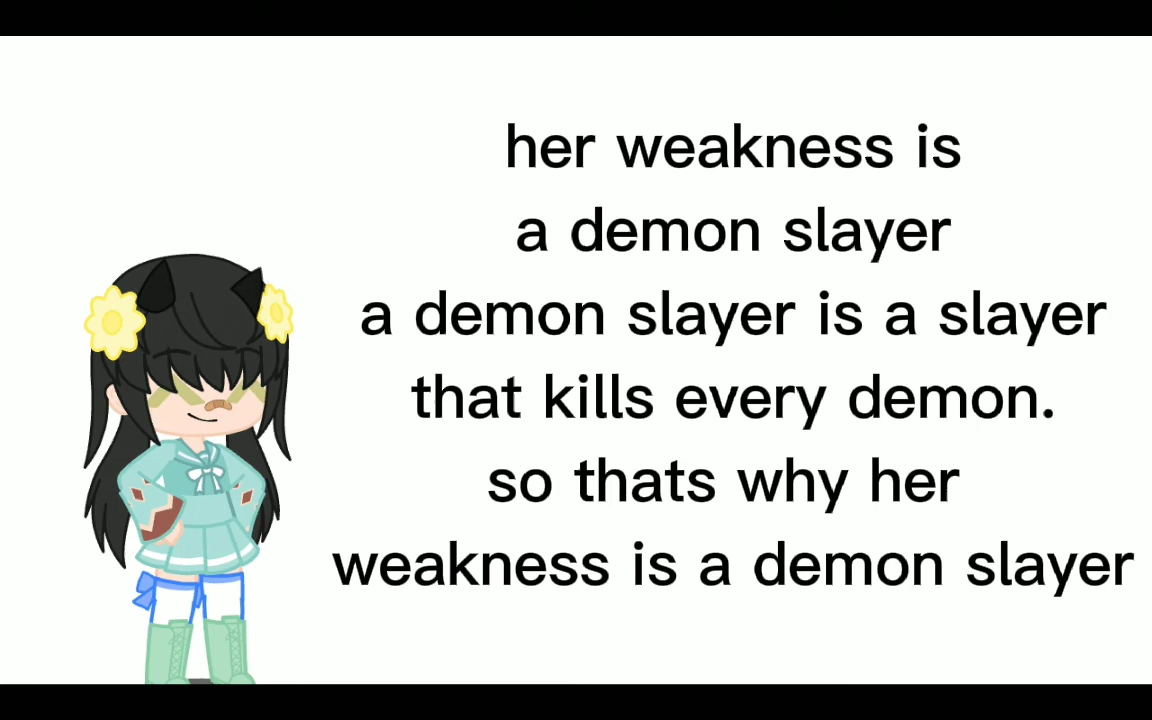 her weakness is
a demon slayer
a demon slayer is a slayer
that kills every demon.
so thats why her
weakness is a demon slayer